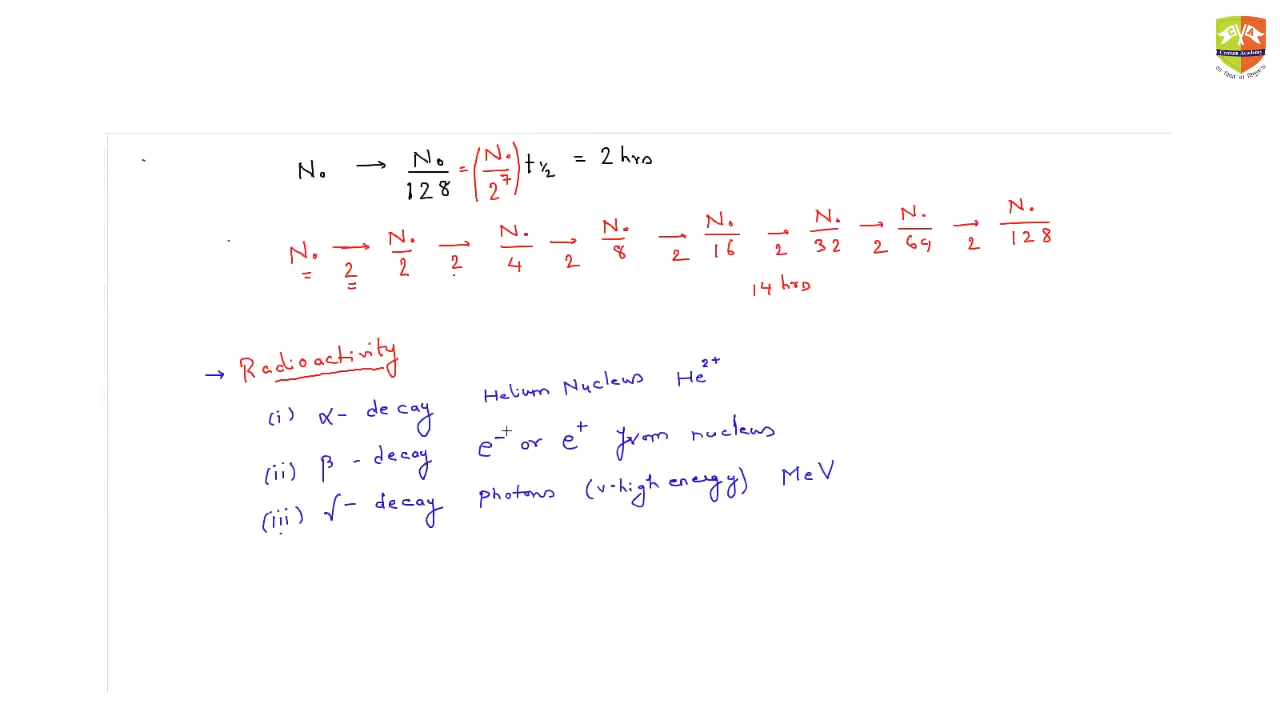 Centum Academy
N₀ → N₀/128 = (N₀/2⁷) t½ = 2 hrs
N₀ → 2 N₀/2 → 2 N₀/4 → 2 N₀/8 → 2 N₀/16 → 2 N₀/32 → 2 N₀/64 → 2 N₀/128
14 hrs
→ Radioactivity
(i) α - decay Helium Nucleus He²⁺
(ii) β - decay e⁻ or e⁺ from nucleus
(iii) γ - decay photons (v-high energy) MeV